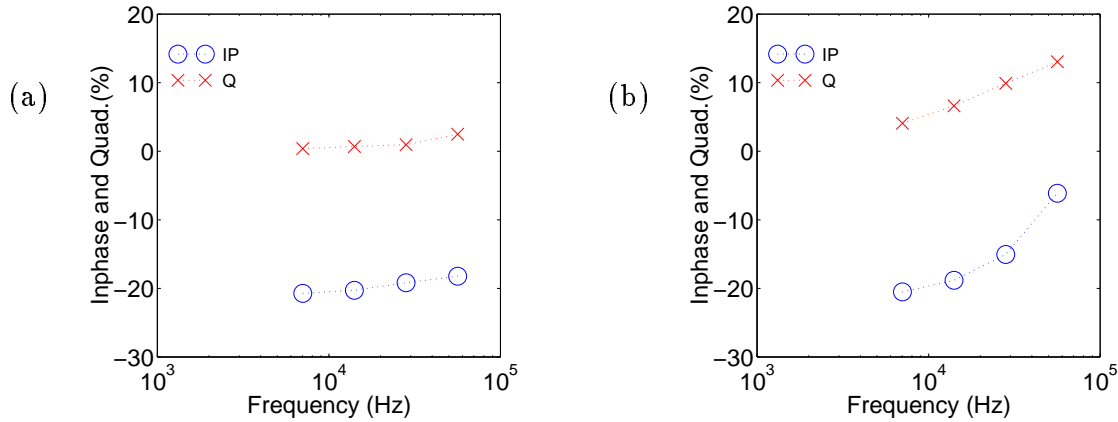 (a)
Inphase and Quad.(%)
20
10
0
−10
−20
−30
IP
Q
10^3
10^4
10^5
Frequency (Hz)
(b)
Inphase and Quad.(%)
20
10
0
−10
−20
−30
IP
Q
10^3
10^4
10^5
Frequency (Hz)